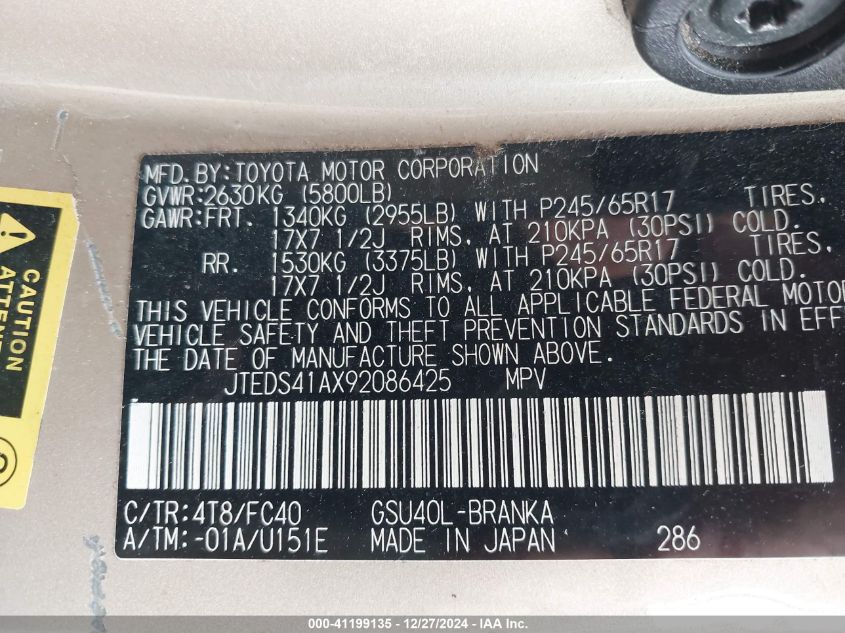 MFD. BY: TOYOTA MOTOR CORPORATION
GVWR: 2630KG (5800LB)
GAWR: FRT. 1340KG (2955LB) WITH P245/65R17 TIRES,
17X7 1/2J RIMS, AT 210KPA (30PSI) COLD.
RR. 1530KG (3375LB) WITH P245/65R17 TIRES,
17X7 1/2J RIMS, AT 210KPA (30PSI) COLD.
THIS VEHICLE CONFORMS TO ALL APPLICABLE FEDERAL MOTOR
VEHICLE SAFETY AND THEFT PREVENTION STANDARDS IN EFF
THE DATE OF MANUFACTURE SHOWN ABOVE.
JTEDS41AX92086425 MPV
C/TR: 4T8/FC40 GSU40L-BRANKA
A/TM: -01A/U151E MADE IN JAPAN 286
CAUTION
ATTENT
000-41199135 - 12/27/2024 - IAA Inc.